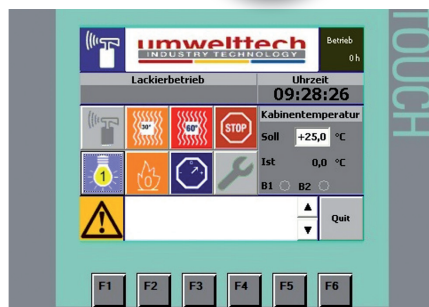 umwelttech
INDUSTRY TECHNOLOGY
Betrieb
0 h
TOUCH
Lackierbetrieb
Uhrzeit
09:28:26
Kabinentemperatur
30°
60°
STOP
Soll +25,0 °C
Ist 0,0 °C
1
B1 B2
Quit
F1 F2 F3 F4 F5 F6